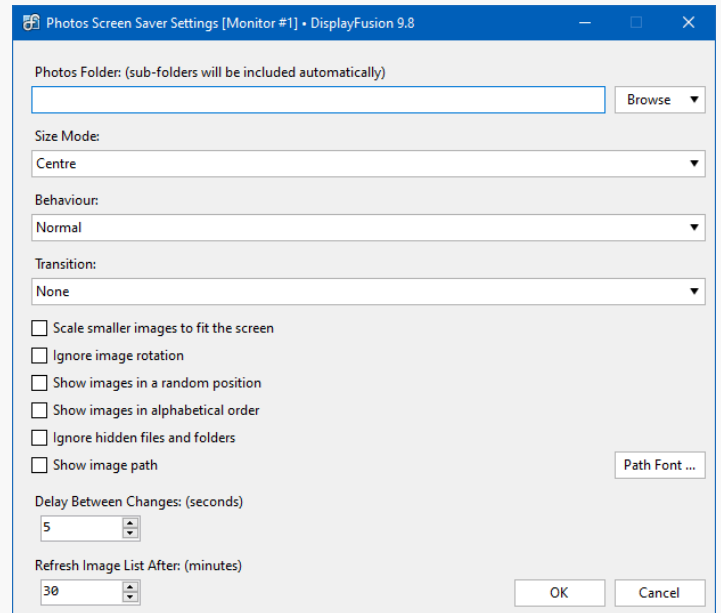 Photos Screen Saver Settings [Monitor #1] • DisplayFusion 9.8
Photos Folder: (sub-folders will be included automatically)
Browse
Size Mode:
Centre
Behaviour:
Normal
Transition:
None
Scale smaller images to fit the screen
Ignore image rotation
Show images in a random position
Show images in alphabetical order
Ignore hidden files and folders
Show image path
Path Font ...
Delay Between Changes: (seconds)
5
Refresh Image List After: (minutes)
30
OK
Cancel